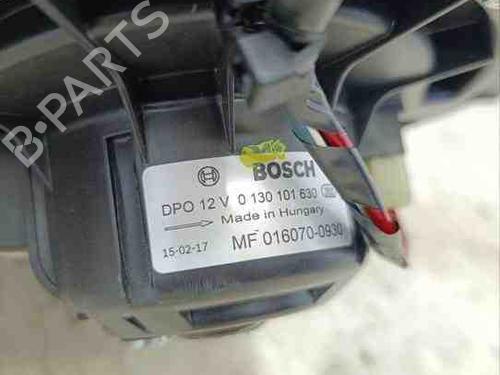 B-PARTS
BOSCH
DPO 12 V 0 130 101 630
Made in Hungary
15-02-17
MF 016070-0930